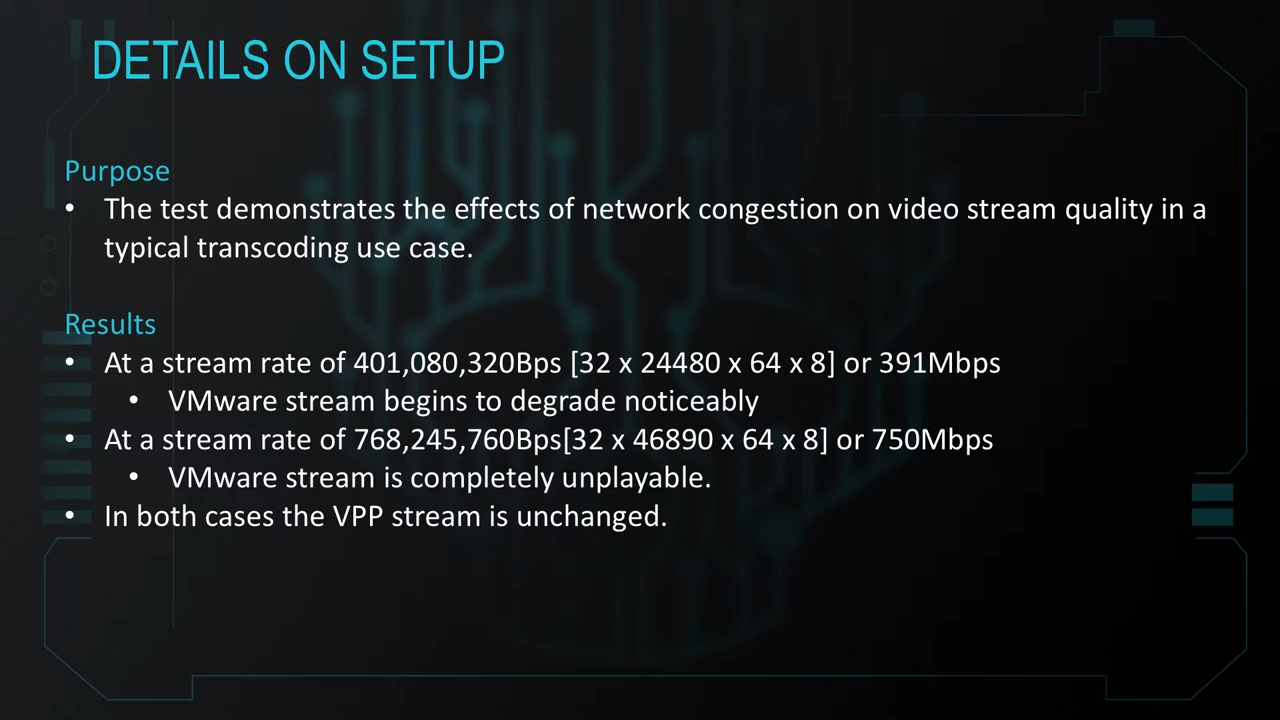 DETAILS ON SETUP
Purpose
• The test demonstrates the effects of network congestion on video stream quality in a
typical transcoding use case.
Results
• At a stream rate of 401,080,320Bps [32 x 24480 x 64 x 8] or 391Mbps
• VMware stream begins to degrade noticeably
• At a stream rate of 768,245,760Bps[32 x 46890 x 64 x 8] or 750Mbps
• VMware stream is completely unplayable.
• In both cases the VPP stream is unchanged.